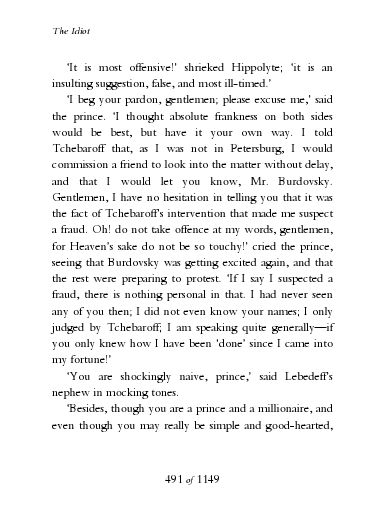 The Idiot
‘It is most offensive!’ shrieked Hippolyte; ‘it is an
insulting suggestion, false, and most ill-timed.’
‘I beg your pardon, gentlemen; please excuse me,’ said
the prince. ‘I thought absolute frankness on both sides
would be best, but have it your own way. I told
Tchebaroff that, as I was not in Petersburg, I would
commission a friend to look into the matter without delay,
and that I would let you know, Mr. Burdovsky.
Gentlemen, I have no hesitation in telling you that it was
the fact of Tchebaroff’s intervention that made me suspect
a fraud. Oh! do not take offence at my words, gentlemen,
for Heaven’s sake do not be so touchy!’ cried the prince,
seeing that Burdovsky was getting excited again, and that
the rest were preparing to protest. ‘If I say I suspected a
fraud, there is nothing personal in that. I had never seen
any of you then; I did not even know your names; I only
judged by Tchebaroff; I am speaking quite generally—if
you only knew how I have been ‘done’ since I came into
my fortune!’
‘You are shockingly naive, prince,’ said Lebedeff’s
nephew in mocking tones.
‘Besides, though you are a prince and a millionaire, and
even though you may really be simple and good-hearted,
491 of 1149